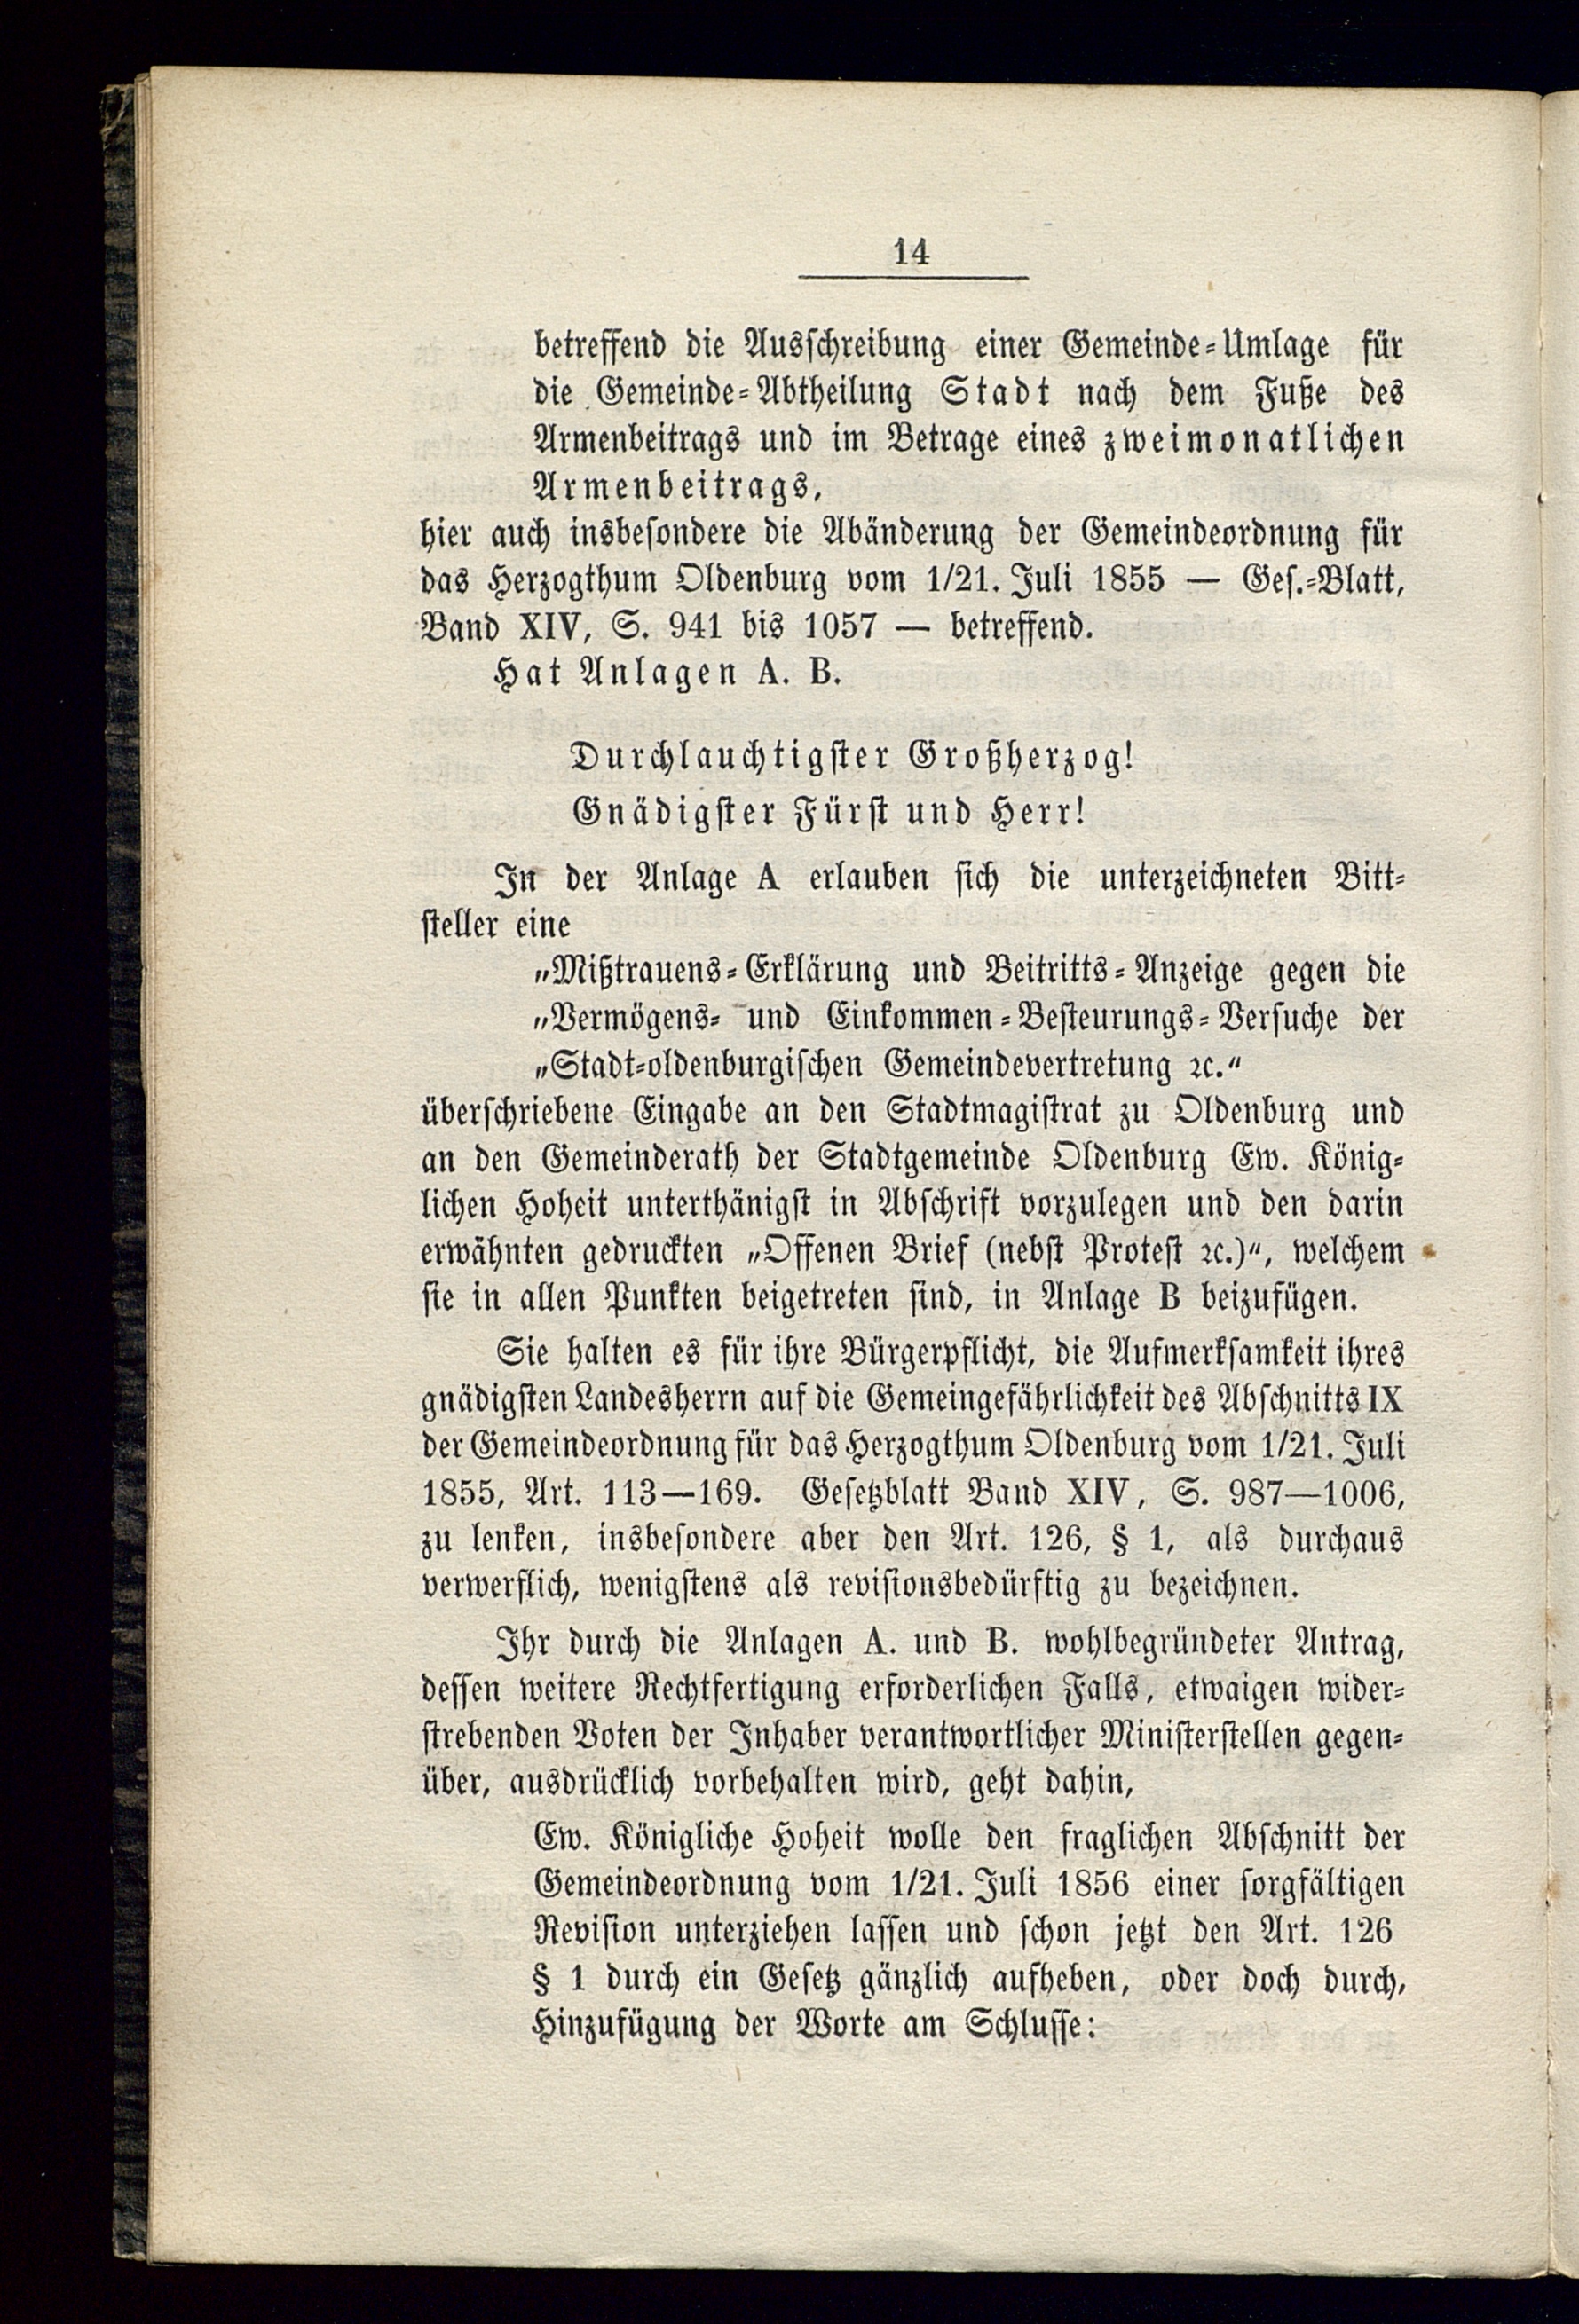 14
betreffend die Ausschreibung einer Gemeinde-Umlage für
die Gemeinde-Abtheilung Stadt nach dem Fuße des
Armenbeitrags und im Betrage eines zweimonatlichen
Armenbeitrags,
hier auch insbesondere die Abänderung der Gemeindeordnung für
das Herzogthum Oldenburg vom 1/21. Juli 1855 — Ges.-Blatt,
Band XIV, S. 941 bis 1057 — betreffend.
Hat Anlagen A. B.
Durchlauchtigster Großherzog!
Gnädigster Fürst und Herr!
In der Anlage A erlauben sich die unterzeichneten Bitt-
steller eine
„Mißtrauens-Erklärung und Beitritts-Anzeige gegen die
„Vermögens- und Einkommen-Besteurungs-Versuche der
„Stadt-oldenburgischen Gemeindevertretung ꝛc."
überschriebene Eingabe an den Stadtmagistrat zu Oldenburg und
an den Gemeinderath der Stadtgemeinde Oldenburg Ew. König-
lichen Hoheit unterthänigst in Abschrift vorzulegen und den darin
erwähnten gedruckten „Offenen Brief (nebst Protest ꝛc.)", welchem
sie in allen Punkten beigetreten sind, in Anlage B beizufügen.
Sie halten es für ihre Bürgerpflicht, die Aufmerksamkeit ihres
gnädigsten Landesherrn auf die Gemeingefährlichkeit des Abschnitts IX
der Gemeindeordnung für das Herzogthum Oldenburg vom 1/21. Juli
1855, Art. 113—169. Gesetzblatt Band XIV, S. 987—1006,
zu lenken, insbesondere aber den Art. 126, § 1, als durchaus
verwerflich, wenigstens als revisionsbedürftig zu bezeichnen.
Ihr durch die Anlagen A. und B. wohlbegründeter Antrag,
dessen weitere Rechtfertigung erforderlichen Falls, etwaigen wider-
strebenden Voten der Inhaber verantwortlicher Ministerstellen gegen-
über, ausdrücklich vorbehalten wird, geht dahin,
Ew. Königliche Hoheit wolle den fraglichen Abschnitt der
Gemeindeordnung vom 1/21. Juli 1856 einer sorgfältigen
Revision unterziehen lassen und schon jetzt den Art. 126
§ 1 durch ein Gesetz gänzlich aufheben, oder doch durch,
Hinzufügung der Worte am Schlusse: